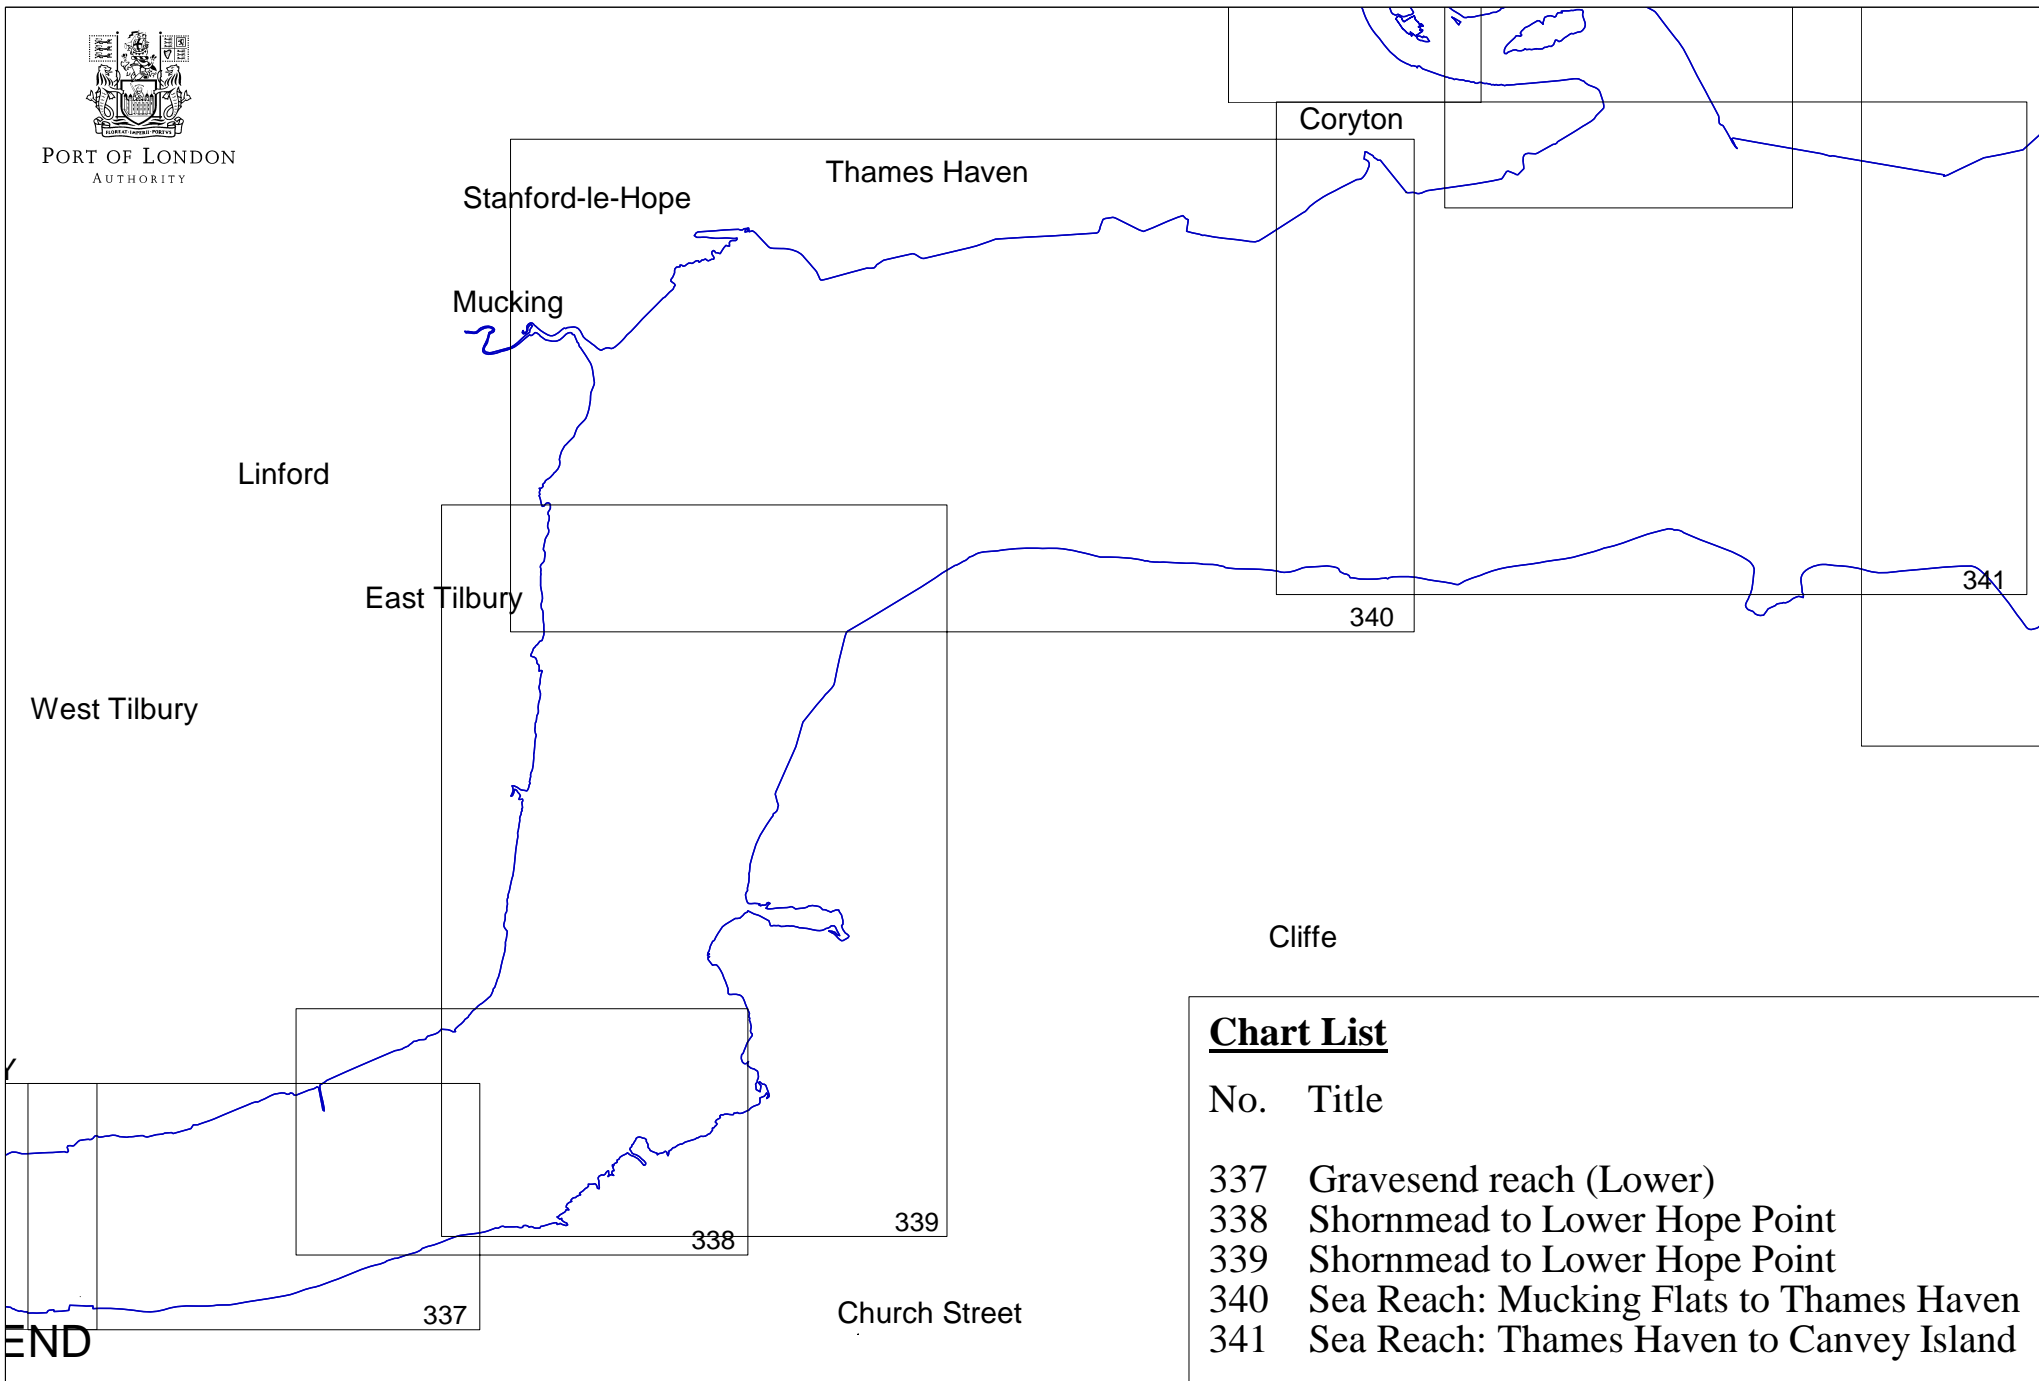 FLOREAT · IMPERII · PORTVS
PORT OF LONDON
AUTHORITY
Coryton
Thames Haven
Stanford-le-Hope
Mucking
Linford
East Tilbury
341
340
West Tilbury
Cliffe
Y
339
338
337
Church Street
END
Chart List
No. Title
337 Gravesend reach (Lower)
338 Shornmead to Lower Hope Point
339 Shornmead to Lower Hope Point
340 Sea Reach: Mucking Flats to Thames Haven
341 Sea Reach: Thames Haven to Canvey Island